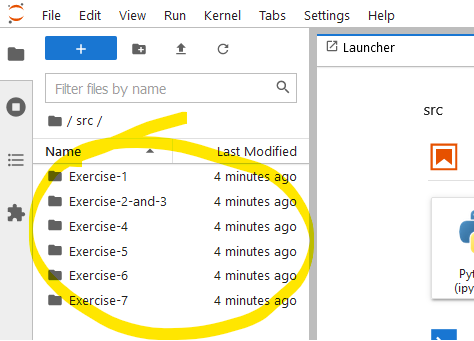 File Edit View Run Kernel Tabs Settings Help
+
Filter files by name
Launcher
/ src /
src
Name Last Modified
Exercise-1 4 minutes ago
Exercise-2-and-3 4 minutes ago
Exercise-4 4 minutes ago
Exercise-5 4 minutes ago
Exercise-6 4 minutes ago
Exercise-7 4 minutes ago
Pyt
(ipy